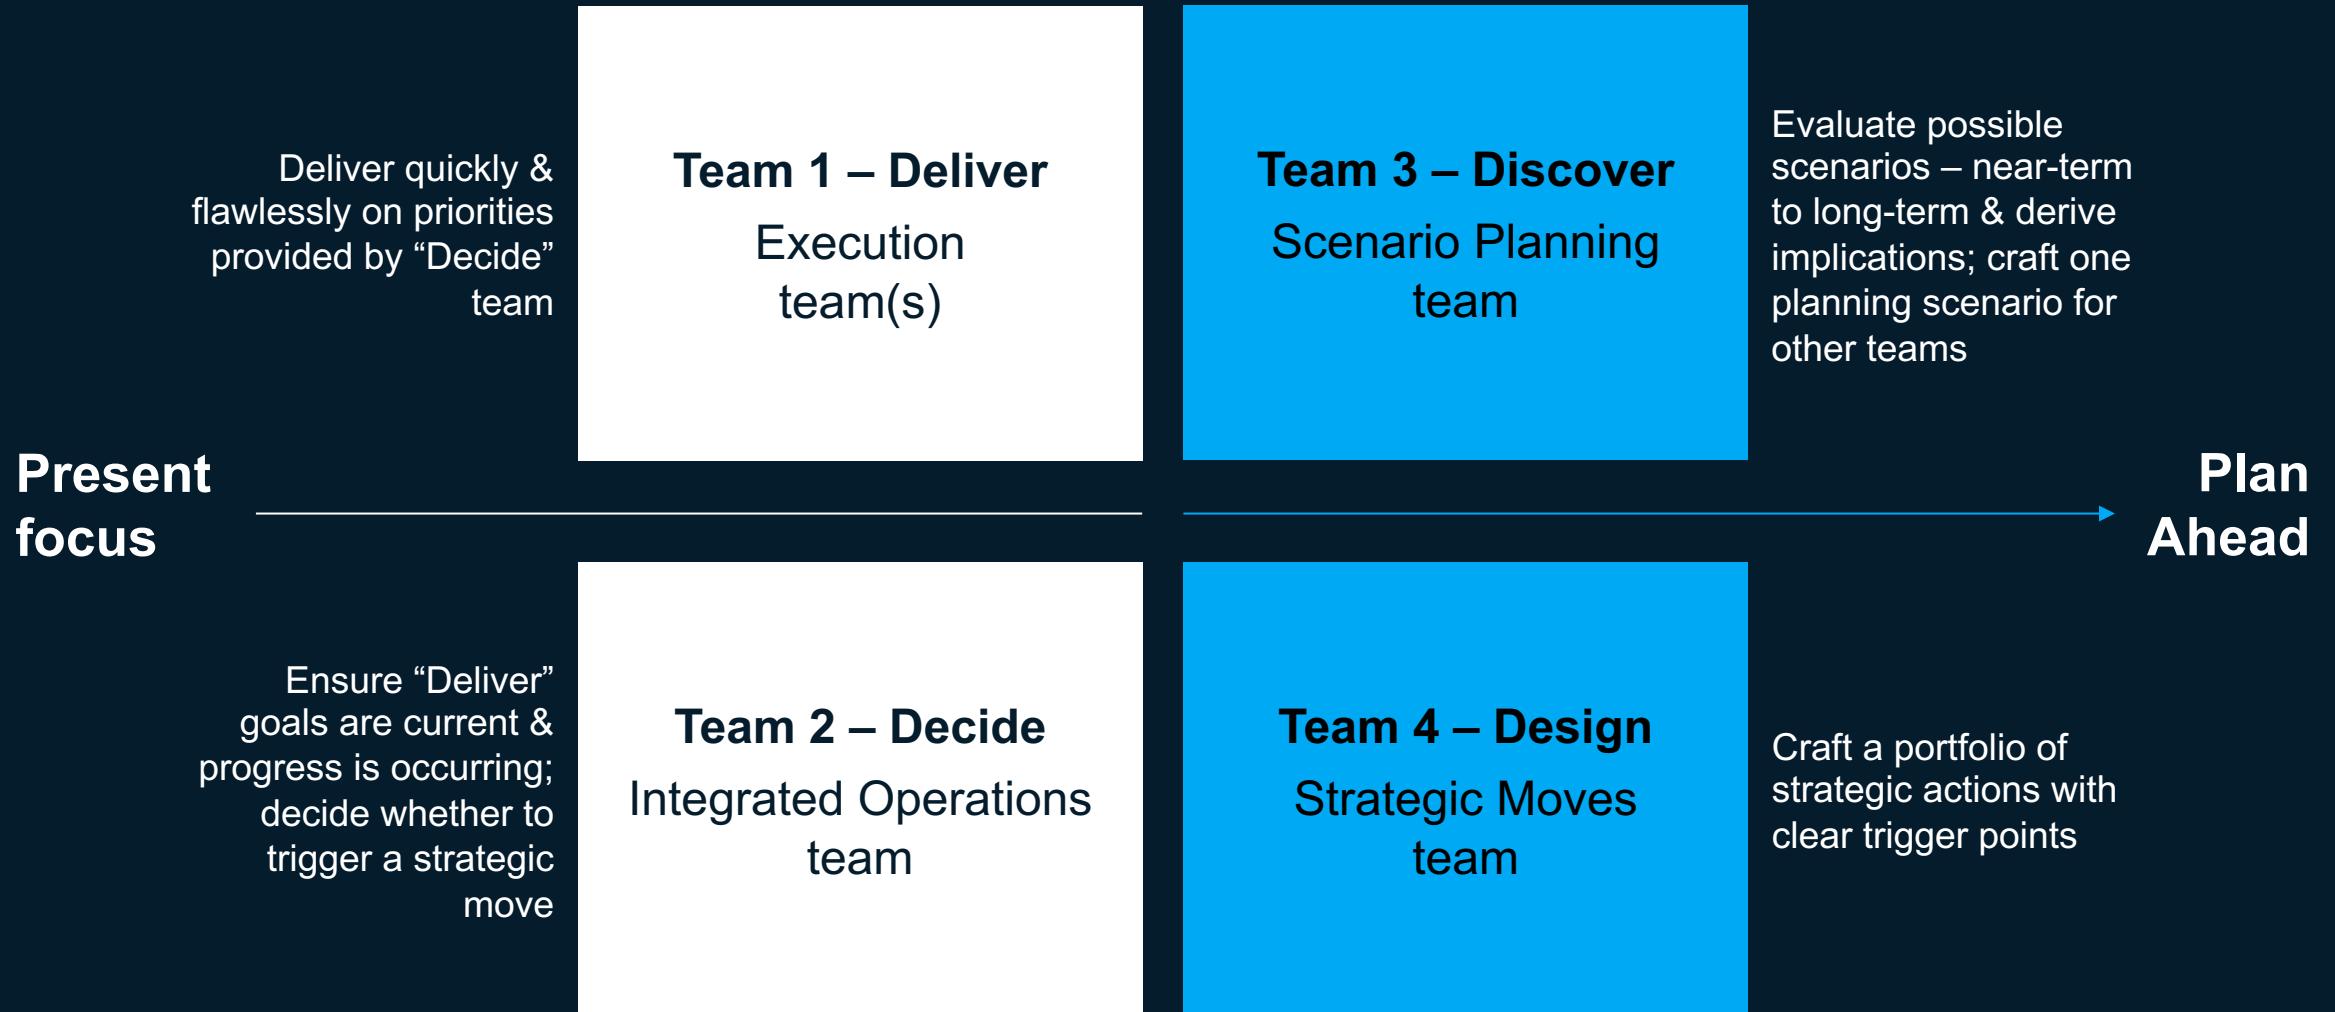 Deliver quickly &
flawlessly on priorities
provided by “Decide”
team
Team 1 – Deliver
Execution
team(s)
Team 3 – Discover
Scenario Planning
team
Evaluate possible
scenarios – near-term
to long-term & derive
implications; craft one
planning scenario for
other teams
Present
focus
Plan
Ahead
Ensure “Deliver”
goals are current &
progress is occurring;
decide whether to
trigger a strategic
move
Team 2 – Decide
Integrated Operations
team
Team 4 – Design
Strategic Moves
team
Craft a portfolio of
strategic actions with
clear trigger points